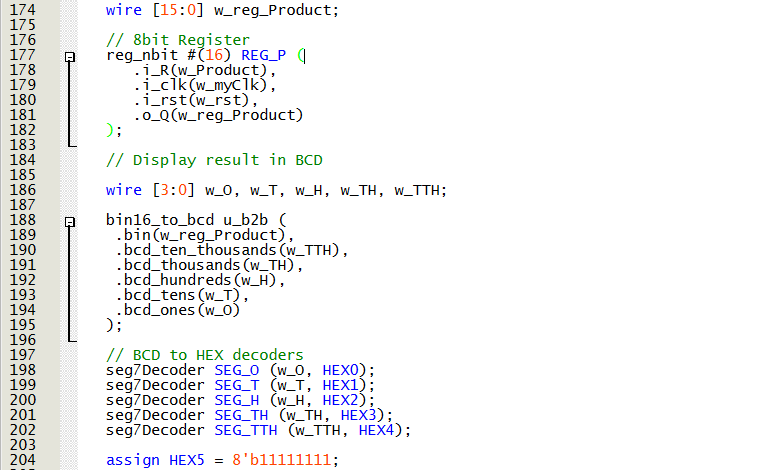 174 wire [15:0] w_reg_Product;
175
176 // 8bit Register
177 reg_nbit #(16) REG_P (
178 .i_R(w_Product),
179 .i_clk(w_myClk),
180 .i_rst(w_rst),
181 .o_Q(w_reg_Product)
182 );
183
184 // Display result in BCD
185
186 wire [3:0] w_O, w_T, w_H, w_TH, w_TTH;
187
188 bin16_to_bcd u_b2b (
189 .bin(w_reg_Product),
190 .bcd_ten_thousands(w_TTH),
191 .bcd_thousands(w_TH),
192 .bcd_hundreds(w_H),
193 .bcd_tens(w_T),
194 .bcd_ones(w_O)
195 );
196
197 // BCD to HEX decoders
198 seg7Decoder SEG_O (w_O, HEX0);
199 seg7Decoder SEG_T (w_T, HEX1);
200 seg7Decoder SEG_H (w_H, HEX2);
201 seg7Decoder SEG_TH (w_TH, HEX3);
202 seg7Decoder SEG_TTH (w_TTH, HEX4);
203
204 assign HEX5 = 8'b11111111;